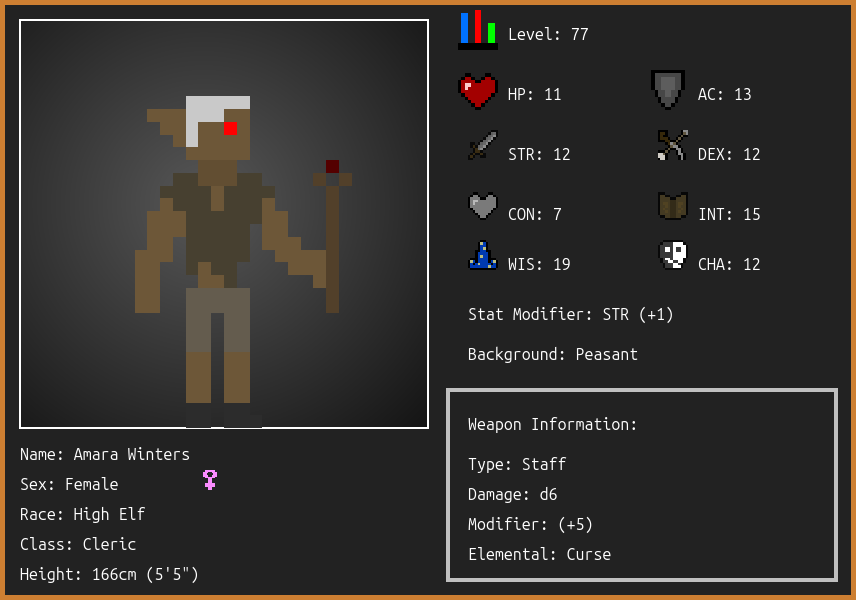 Level: 77
HP: 11
AC: 13
STR: 12
DEX: 12
CON: 7
INT: 15
WIS: 19
CHA: 12
Stat Modifier: STR (+1)
Background: Peasant
Weapon Information:
Type: Staff
Damage: d6
Modifier: (+5)
Elemental: Curse
Name: Amara Winters
Sex: Female
Race: High Elf
Class: Cleric
Height: 166cm (5'5")